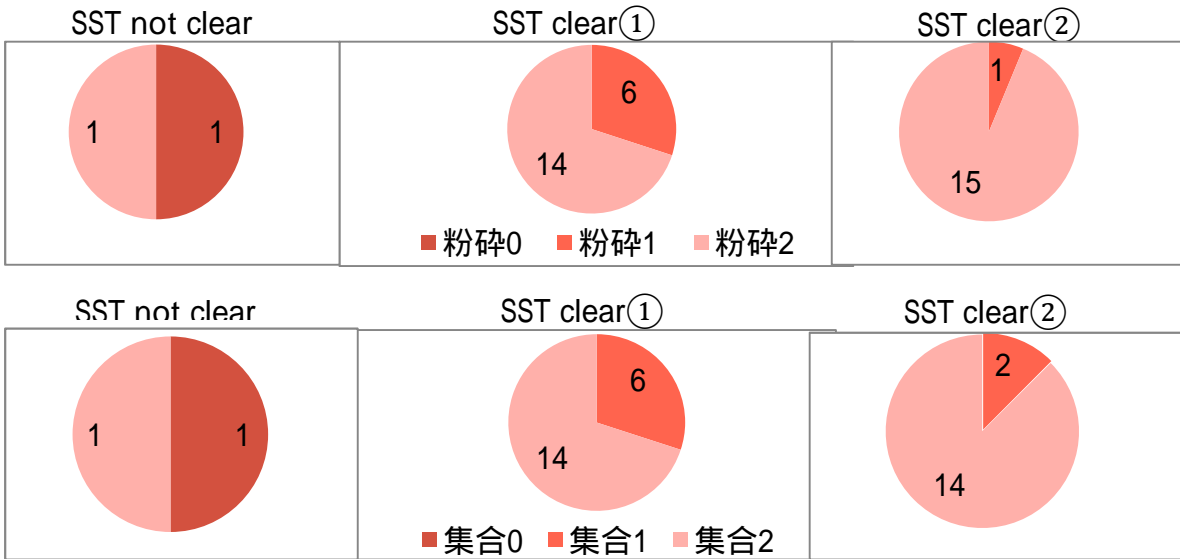 SST not clear
SST clear①
SST clear②
1
1
6
14
1
15
粉砕0 粉砕1 粉砕2
SST not clear
SST clear①
SST clear②
1
1
6
14
2
14
集合0 集合1 集合2